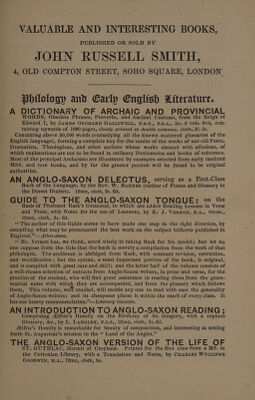 VALUABLE AND INTERESTING BOOKS,
PUBLISHED OR SOLD BY
JOHN RUSSELL SMITH,
4, OLD COMPTON STREET, SOHO SQUARE, LONDON.
Philology and Early English Literature.
A DICTIONARY OF ARCHAIC AND PROVINCIAL
WORDS, Obsolete Phrases, Proverbs, and Ancient Customs, from the Reign of
Edward I, by JAMES ORCHARD HALLIWELL, F.R.S., F.S.A., &c. 2 vols. 8vo, con-
taining upwards of 1000 pages, closely printed in double columns, cloth, £2. 2s.
Containing above 50,000 words (embodying all the known scattered glossaries of the
English language), forming a complete key for the reader of the works of our old Poets,
Dramatists, Theologians, and other authors whose works abound with allusions, of
which explanations are not to be found in ordinary Dictionaries and books of reference.
Most of the principal Archaisms are illustrated by examples selected from early inedited
MSS. and rare books, and by far the greater portion will be found to be original
authorities.
AN ANGLO-SAXON DELECTUS, serving as a First-Class
Book of the Language, by the Rev. W. BARNES (author of Poems and Glossary in
the Dorset Dialect). 12mo, cloth, 2s. 6d.
GUIDE TO THE ANGLO-SAXON TONGUE; on the
Basis of Professor Rask's Grammar, to which are added Reading Lessons in Verse
and Prose, with Notes for the use of Learners, by E. J. VERNON, B.A., OXON.,
12mo, cloth, 5s. 6d.
"The author of this Guide seems to have made one step in the right direction, by
compiling what may be pronounced the best work on the subject hitherto published in
England."
"Mr. Vernon has, we think, acted wisely in taking Rask for his model; but let no
one suppose from the title that the book is merely a compilation from the work of that
philologist. The accidence is abridged from Rask, with constant revision, correction,
and modification; but the syntax, a most important portion of the book, is original,
and is compiled with great care and skill; and the latter half of the volume consists of
a well-chosen selection of extracts from Anglo-Saxon writers, in prose and verse, for the
practice of the student, who will find great assistance in reading them from the gram-
matical notes with which they are accompanied, and from the glossary which follows
them. This volume, well studied, will enable any one to read with ease the generality
of Anglo-Saxon writers; and its cheapness places it within the reach of every class. It
has our hearty recommendation."—Literary Gazette.
AN INTRODUCTION TO ANGLO-SAXON READING;
Comprising Ælfric's Homily on the Birthday of St. Gregory, with a copious
Glossary, &c., by L. LANGLEY, F.L.S., 12mo, cloth, 2s. 6d.
Ælfric's Homily is remarkable for beauty of composition, and interesting as setting
forth St. Augustine's mission to the "Land of the Angles."
THE ANGLO-SAXON VERSION OF THE LIFE OF
ST. GUTHLAC, Hermit of Croyland. Printed for the first time from a MS. in
the Cottonian Library, with a Translation and Notes, by CHARLES WYCLIFFE
GOODWIN, M.A., 12mo, cloth, 5s.